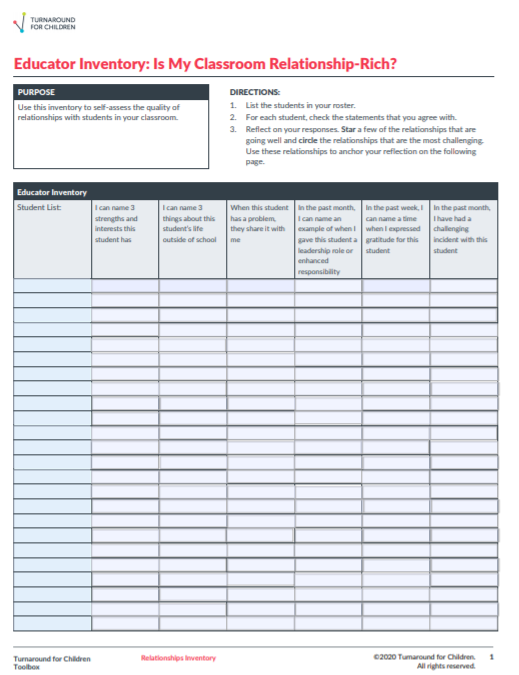 TURNAROUND
FOR CHILDREN
Educator Inventory: Is My Classroom Relationship-Rich?
PURPOSE
Use this inventory to self-assess the quality of
relationships with students in your classroom.
DIRECTIONS:
1. List the students in your roster.
2. For each student, check the statements that you agree with.
3. Reflect on your responses. Star a few of the relationships that are
going well and circle the relationships that are the most challenging.
Use these relationships to anchor your reflection on the following
page.
Educator Inventory
Student List:
I can name 3
strengths and
interests this
student has
I can name 3
things about this
student's life
outside of school
When this student
has a problem,
they share it with
me
In the past month,
I can name an
example of when I
gave this student a
leadership role or
enhanced
responsibility
In the past week, I
can name a time
when I expressed
gratitude for this
student
In the past month,
I have had a
challenging
incident with this
student
Turnaround for Children
Toolbox
Relationships Inventory
©2020 Turnaround for Children.
All rights reserved.
1